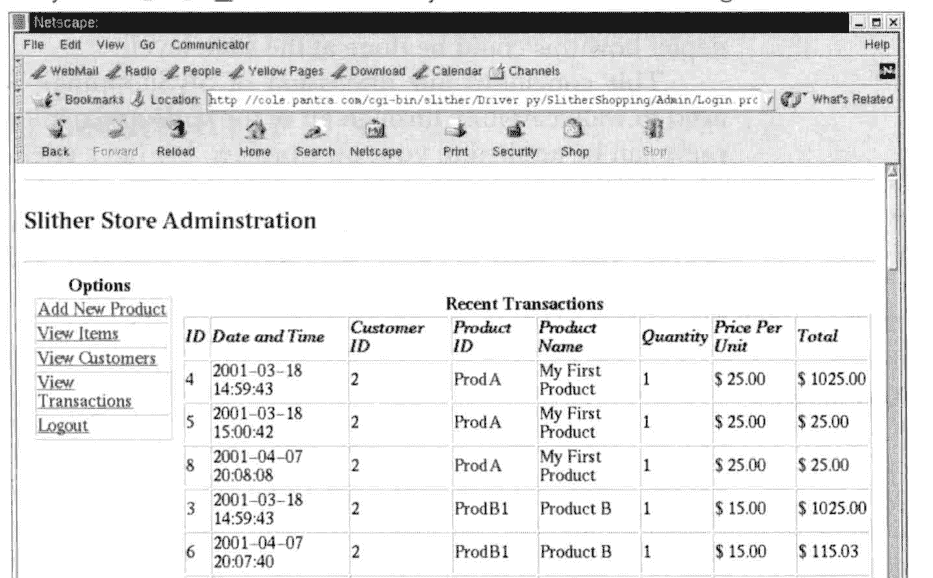 Netscape:
File Edit View Go Communicator Help
WebMail Radio People Yellow Pages Download Calendar Channels
Bookmarks Location: http //cole.pantra.com/cgi-bin/slither/Driver py/SlitherShopping/Admin/Login.prc What's Related
Back Forward Reload Home Search Netscape Print Security Shop Stop
Slither Store Adminstration
Options
Add New Product
View Items
View Customers
View
Transactions
Logout
Recent Transactions
ID Date and Time Customer ID Product ID Product Name Quantity Price Per Unit Total
4 2001-03-18 14:59:43 2 ProdA My First Product 1 $ 25.00 $ 1025.00
5 2001-03-18 15:00:42 2 ProdA My First Product 1 $ 25.00 $ 25.00
8 2001-04-07 20:08:08 2 ProdA My First Product 1 $ 25.00 $ 25.00
3 2001-03-18 14:59:43 2 ProdB1 Product B 1 $ 15.00 $ 1025.00
6 2001-04-07 20:07:40 2 ProdB1 Product B 1 $ 15.00 $ 115.03